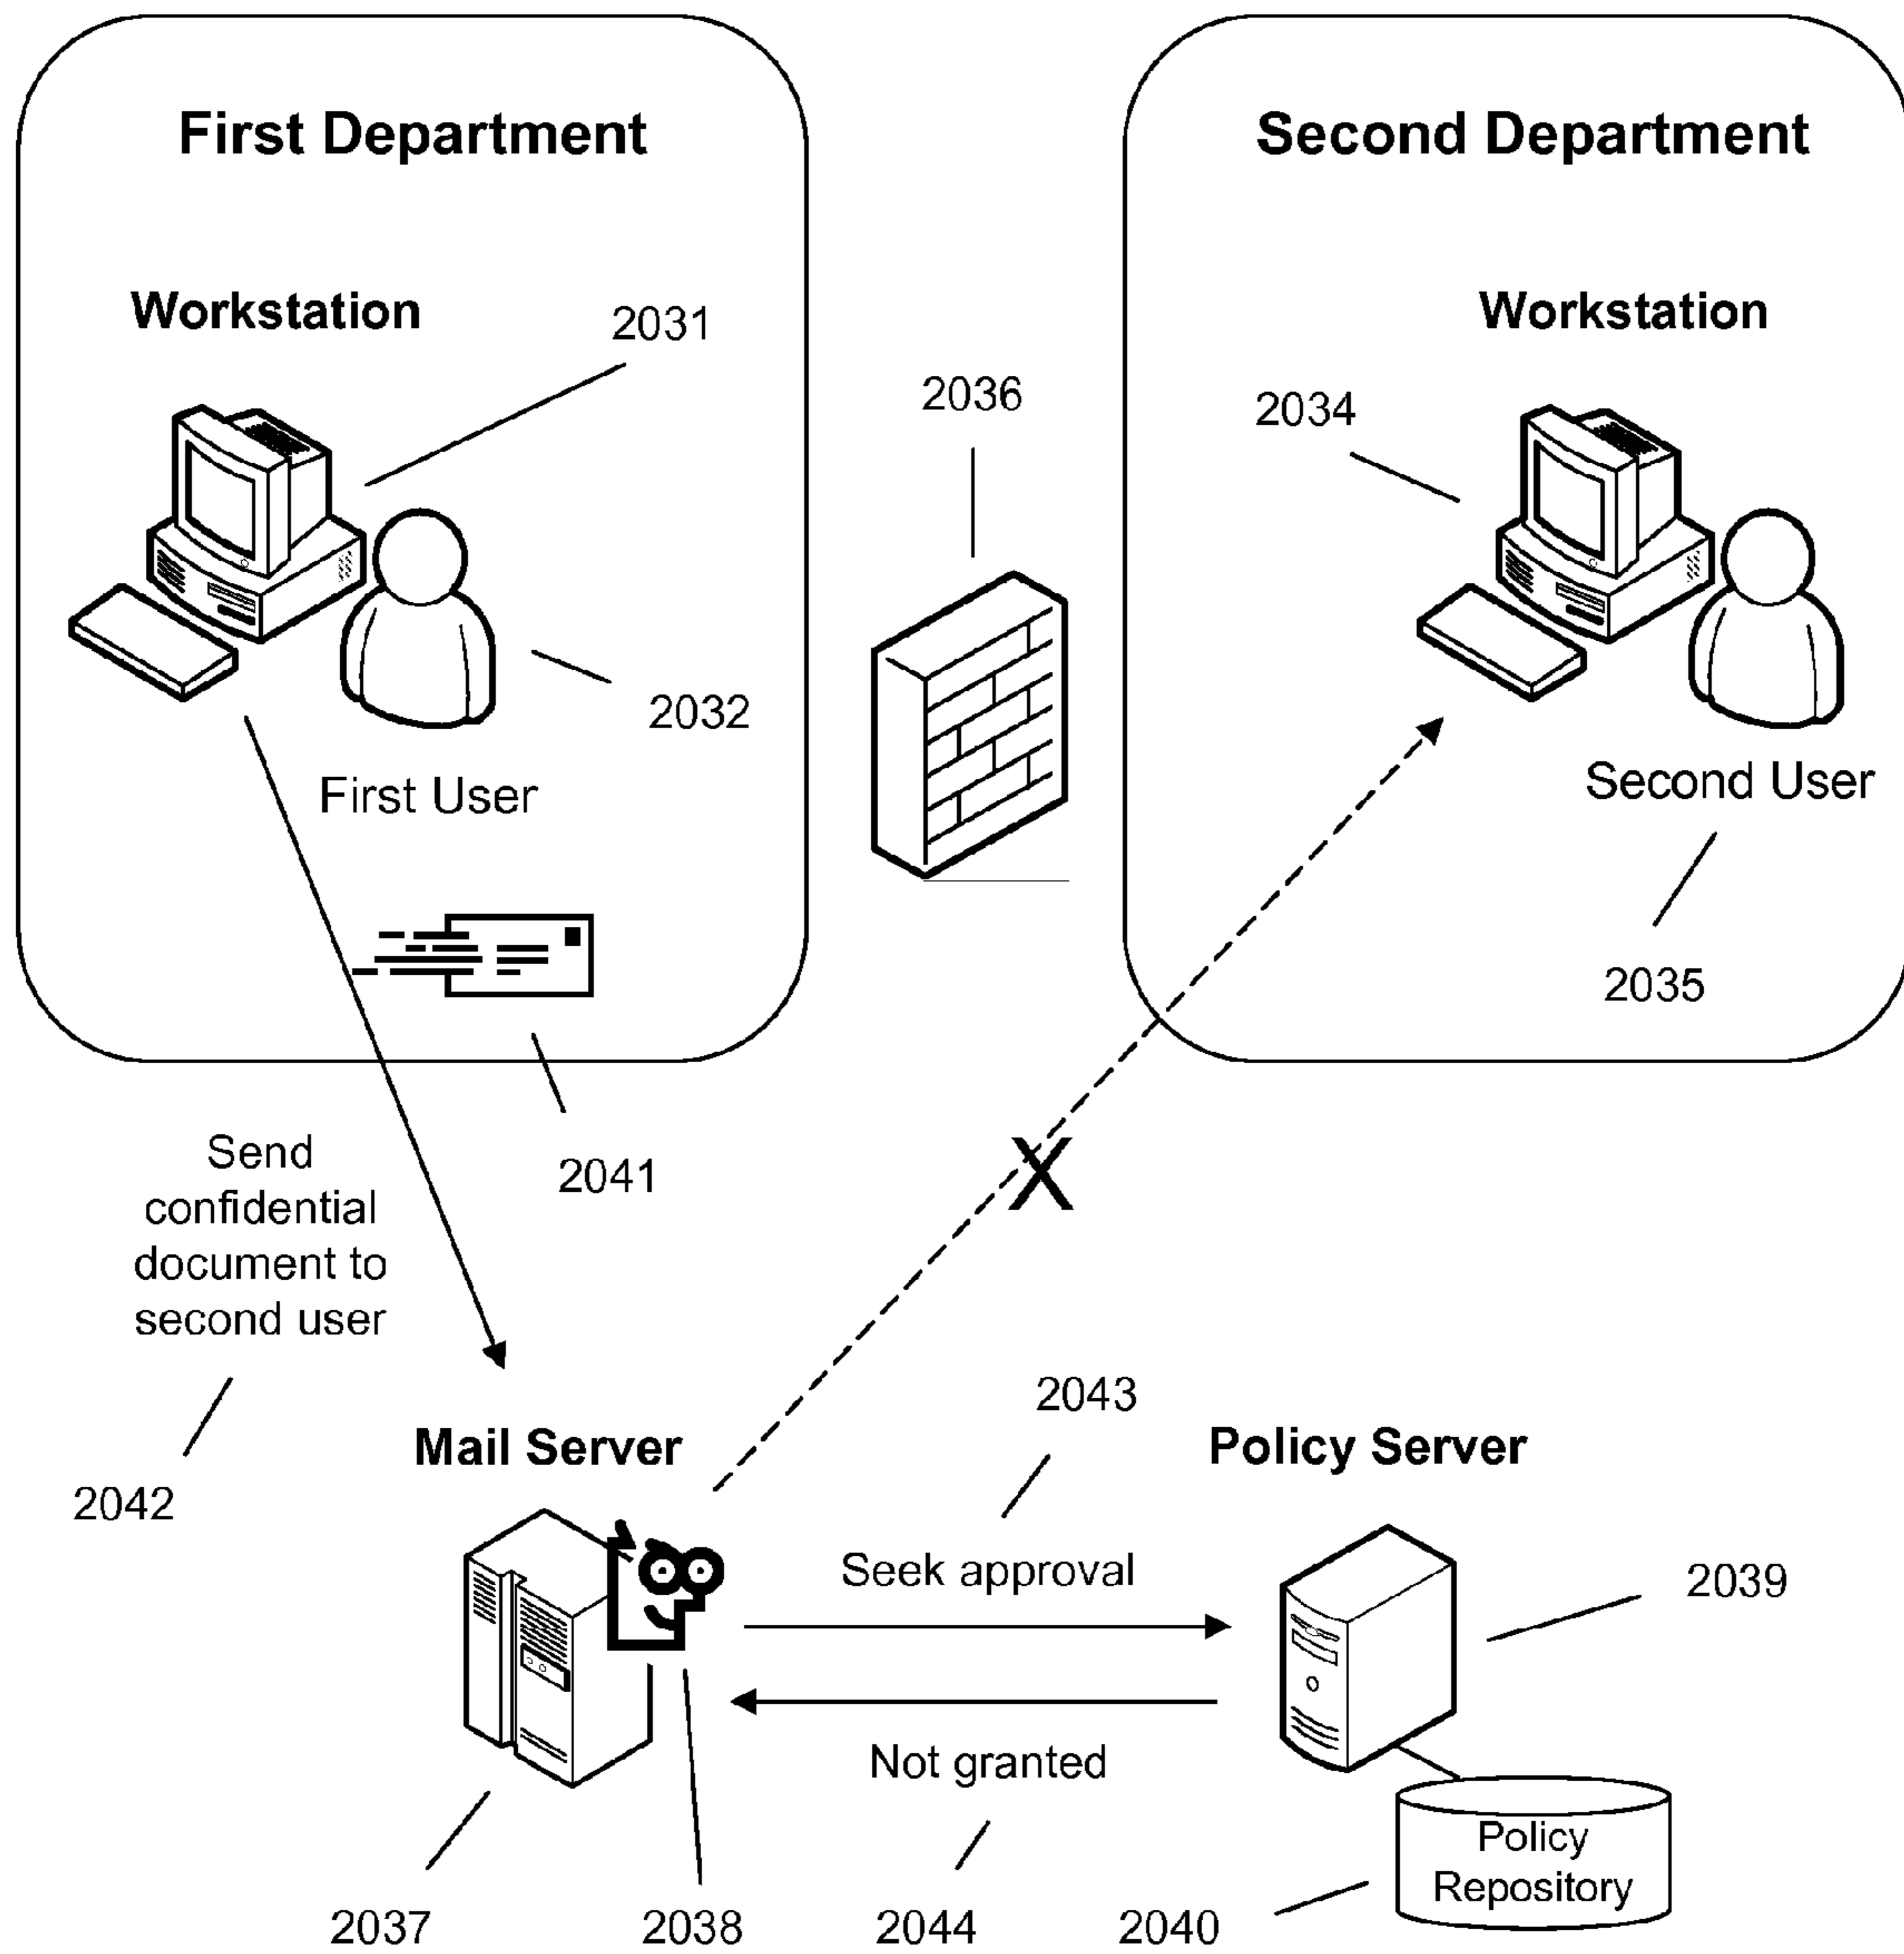 First Department
Second Department
Workstation
2031
Workstation
2036
2034
2032
First User
Second User
2035
2041
Send
confidential
document to
second user
2042
2043
Mail Server
Policy Server
Seek approval
2039
Not granted
Policy
Repository
2037
2038
2044
2040
X